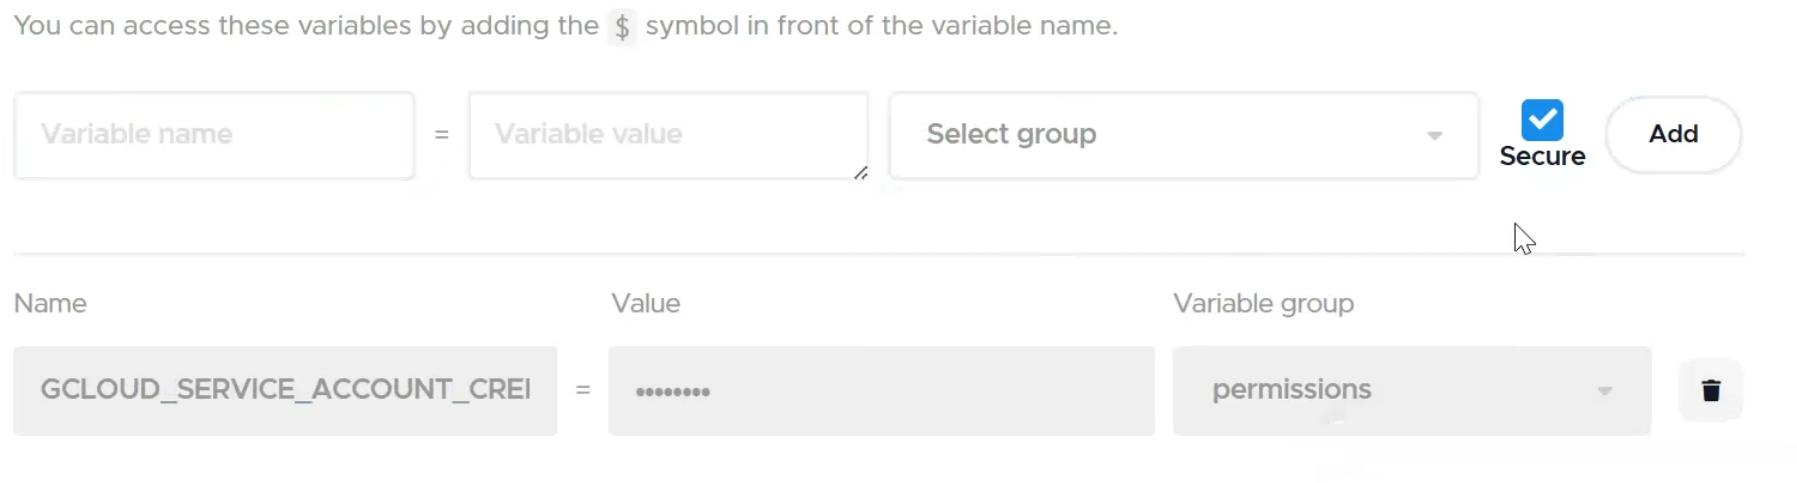 You can access these variables by adding the $ symbol in front of the variable name.
Variable name = Variable value Select group Secure Add
Name Value Variable group
GCLOUD_SERVICE_ACCOUNT_CREI = •••••••• permissions